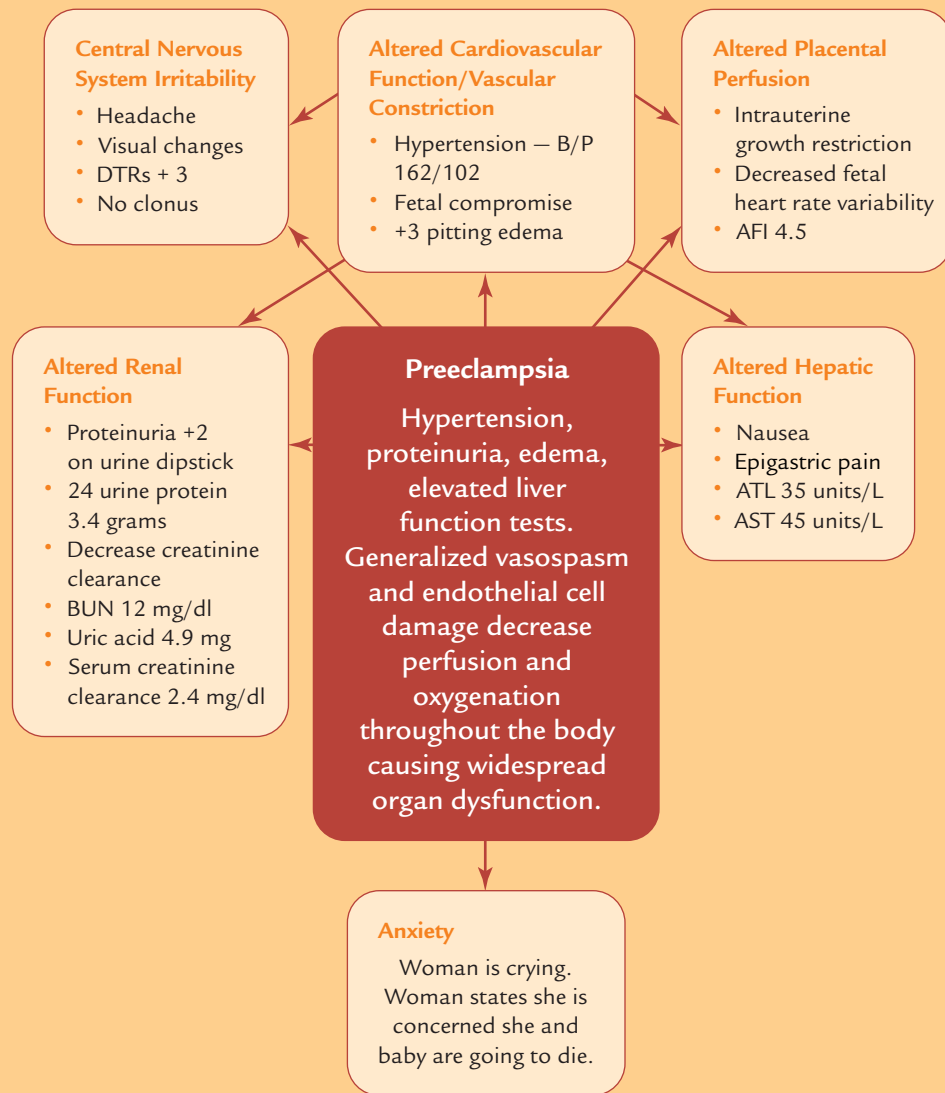 Central Nervous
System Irritability
• Headache
• Visual changes
• DTRs + 3
• No clonus
Altered Cardiovascular
Function/Vascular
Constriction
• Hypertension — B/P
162/102
• Fetal compromise
• +3 pitting edema
Altered Placental
Perfusion
• Intrauterine
growth restriction
• Decreased fetal
heart rate variability
• AFI 4.5
Altered Renal
Function
• Proteinuria +2
on urine dipstick
• 24 urine protein
3.4 grams
• Decrease creatinine
clearance
• BUN 12 mg/dl
• Uric acid 4.9 mg
• Serum creatinine
clearance 2.4 mg/dl
Preeclampsia
Hypertension,
proteinuria, edema,
elevated liver
function tests.
Generalized vasospasm
and endothelial cell
damage decrease
perfusion and
oxygenation
throughout the body
causing widespread
organ dysfunction.
Altered Hepatic
Function
• Nausea
• Epigastric pain
• ATL 35 units/L
• AST 45 units/L
Anxiety
Woman is crying.
Woman states she is
concerned she and
baby are going to die.